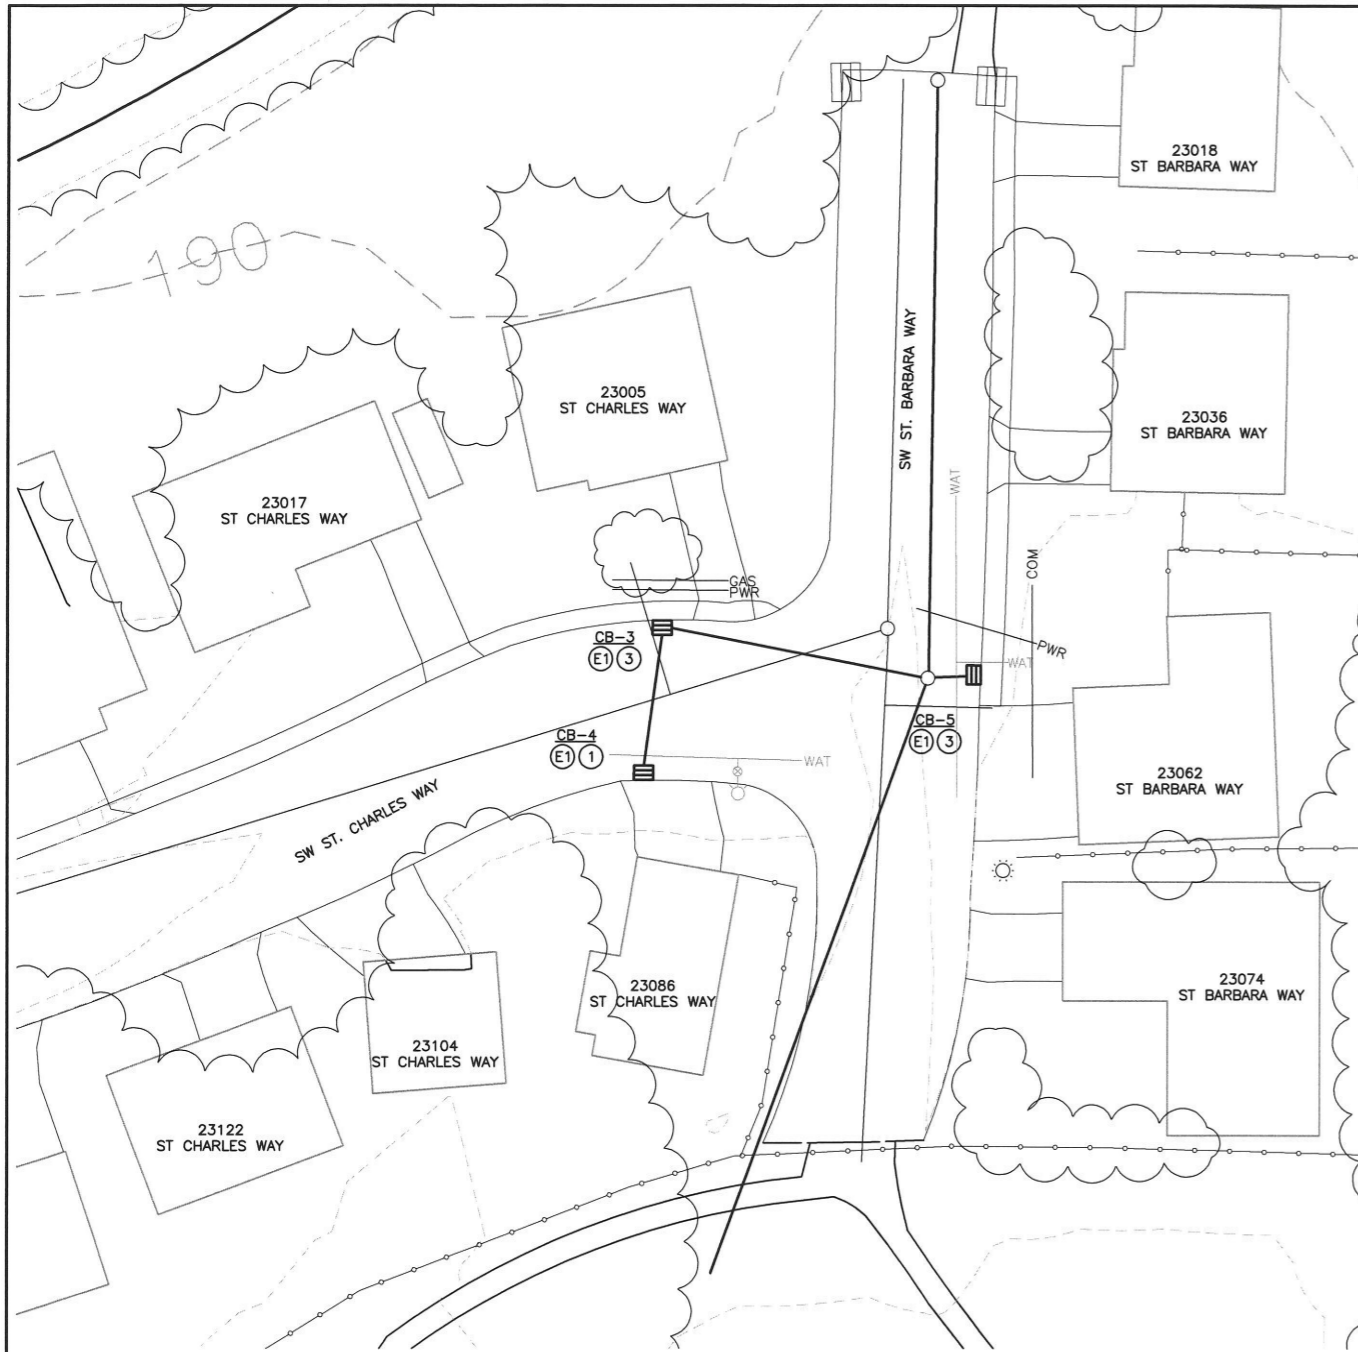 23018
ST BARBARA WAY
190
SW ST. BARBARA WAY
23005
ST CHARLES WAY
23036
ST BARBARA WAY
23017
ST CHARLES WAY
WAT
COM
GAS
PWR
CB-3
E1 3
PWR
WAT
CB-5
E1 3
CB-4
E1 1
WAT
23062
ST BARBARA WAY
SW ST. CHARLES WAY
23086
ST CHARLES WAY
23074
ST BARBARA WAY
23104
ST CHARLES WAY
23122
ST CHARLES WAY